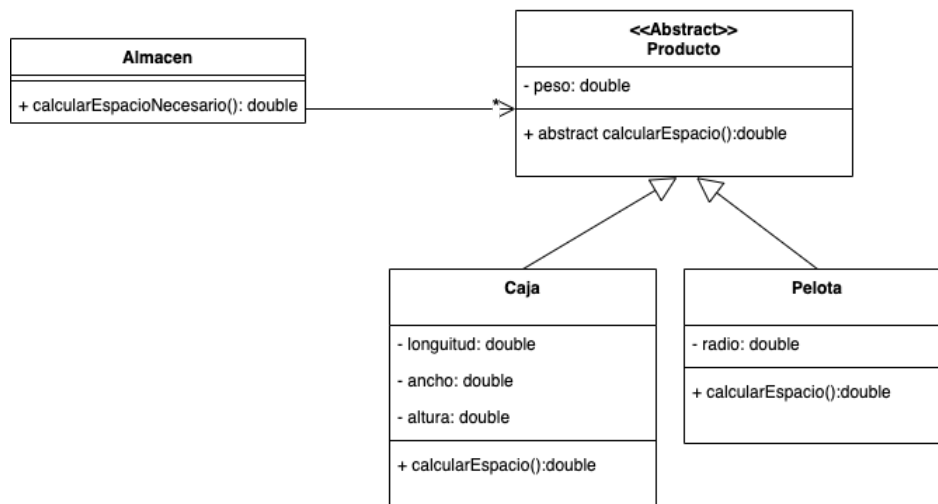 Almacen
+ calcularEspacioNecesario(): double
*
<<Abstract>>
Producto
- peso: double
+ abstract calcularEspacio():double
Caja
- longuitud: double
- ancho: double
- altura: double
+ calcularEspacio():double
Pelota
- radio: double
+ calcularEspacio():double